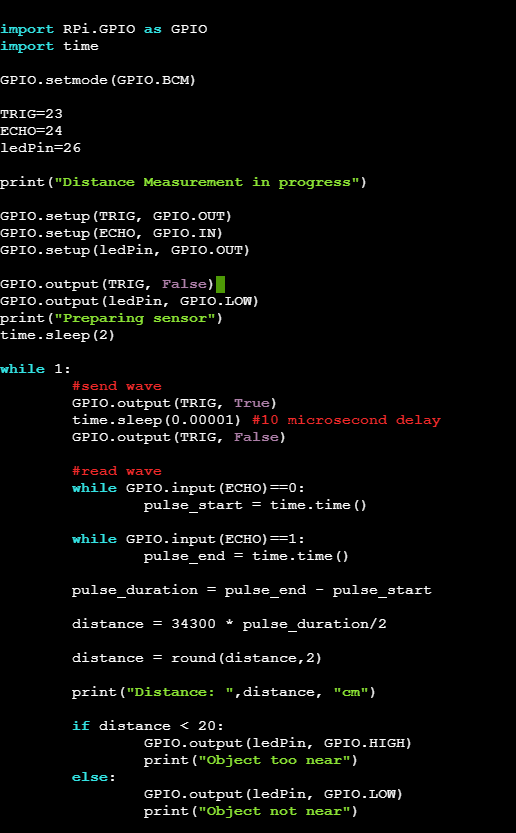 import RPi.GPIO as GPIO
import time
GPIO.setmode(GPIO.BCM)
TRIG=23
ECHO=24
ledPin=26
print("Distance Measurement in progress")
GPIO.setup(TRIG, GPIO.OUT)
GPIO.setup(ECHO, GPIO.IN)
GPIO.setup(ledPin, GPIO.OUT)
GPIO.output(TRIG, False)
GPIO.output(ledPin, GPIO.LOW)
print("Preparing sensor")
time.sleep(2)
while 1:
        #send wave
        GPIO.output(TRIG, True)
        time.sleep(0.00001) #10 microsecond delay
        GPIO.output(TRIG, False)
        #read wave
        while GPIO.input(ECHO)==0:
                pulse_start = time.time()
        while GPIO.input(ECHO)==1:
                pulse_end = time.time()
        pulse_duration = pulse_end - pulse_start
        distance = 34300 * pulse_duration/2
        distance = round(distance,2)
        print("Distance: ",distance, "cm")
        if distance < 20:
                GPIO.output(ledPin, GPIO.HIGH)
                print("Object too near")
        else:
                GPIO.output(ledPin, GPIO.LOW)
                print("Object not near")